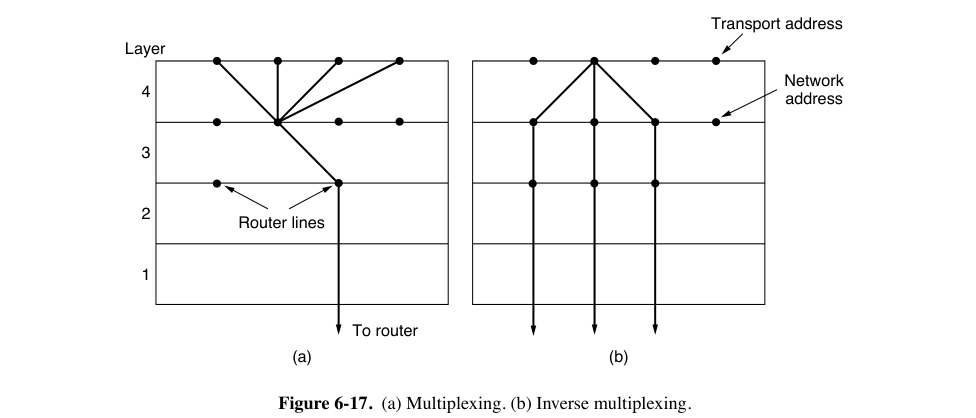 Transport address
Layer
Network
address
4
3
2
1
Router lines
To router
(a)
(b)
Figure 6-17. (a) Multiplexing. (b) Inverse multiplexing.